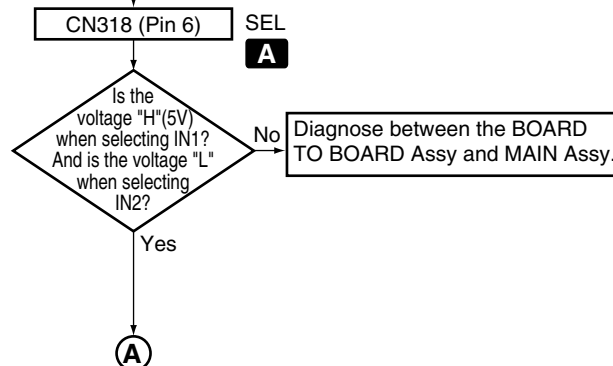 CN318 (Pin 6)
SEL
A
Is the
voltage "H"(5V)
when selecting IN1?
And is the voltage "L"
when selecting
IN2?
No
Diagnose between the BOARD
TO BOARD Assy and MAIN Assy.
Yes
A